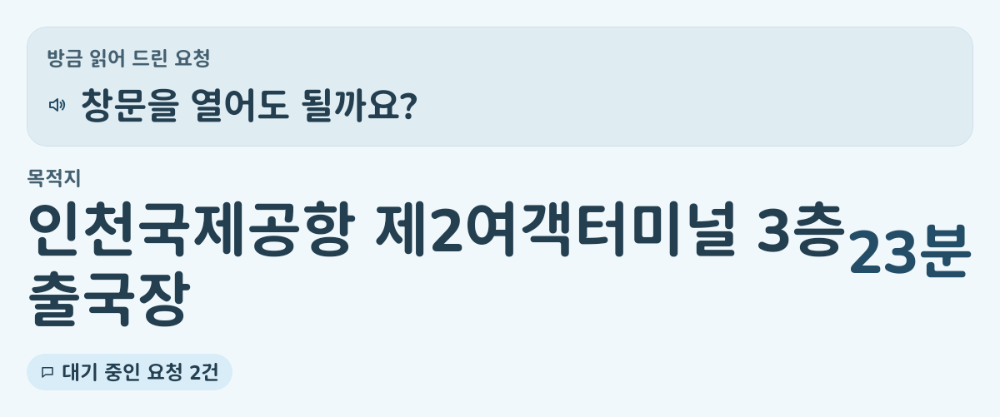 방금 읽어 드린 요청
창문을 열어도 될까요?
목적지
인천국제공항 제2여객터미널 3층
출국장
23분
대기 중인 요청 2건